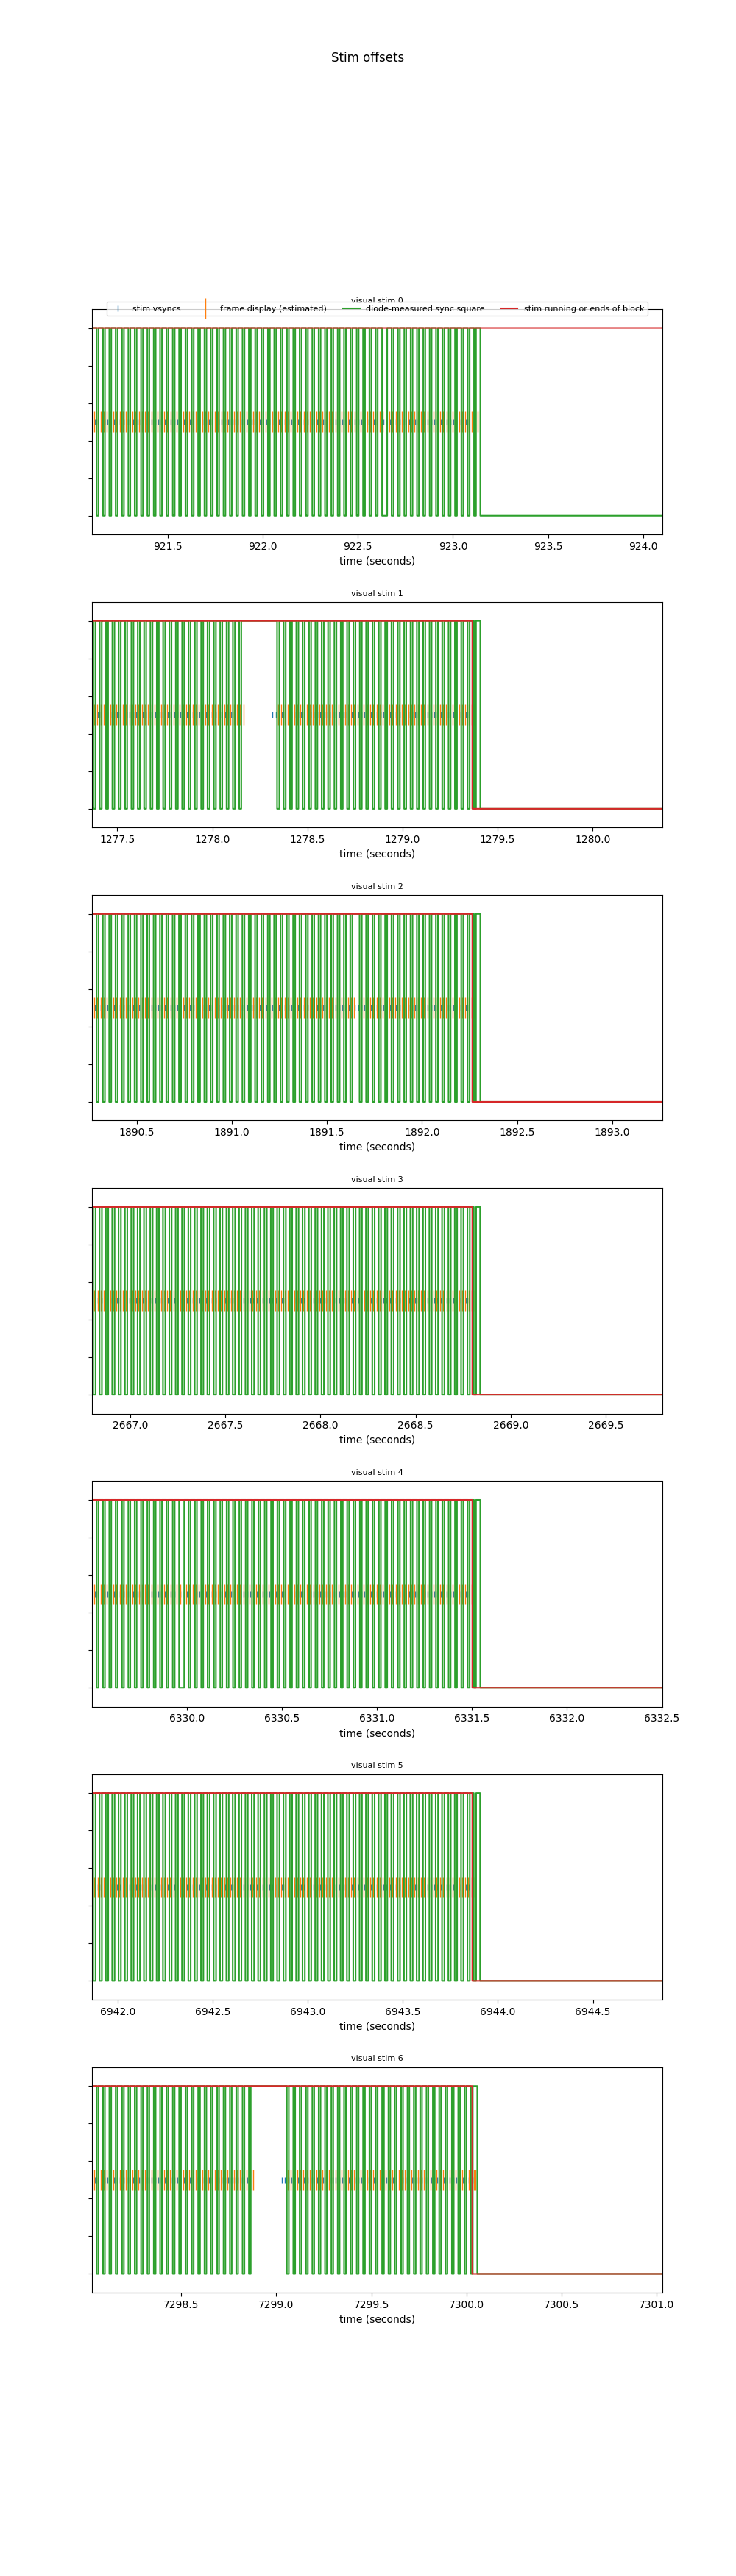 Stim offsets
visual stim 0
stim vsyncs frame display (estimated) diode-measured sync square stim running or ends of block
921.5 922.0 922.5 923.0 923.5 924.0
time (seconds)
visual stim 1
1277.5 1278.0 1278.5 1279.0 1279.5 1280.0
time (seconds)
visual stim 2
1890.5 1891.0 1891.5 1892.0 1892.5 1893.0
time (seconds)
visual stim 3
2667.0 2667.5 2668.0 2668.5 2669.0 2669.5
time (seconds)
visual stim 4
6330.0 6330.5 6331.0 6331.5 6332.0 6332.5
time (seconds)
visual stim 5
6942.0 6942.5 6943.0 6943.5 6944.0 6944.5
time (seconds)
visual stim 6
7298.5 7299.0 7299.5 7300.0 7300.5 7301.0
time (seconds)